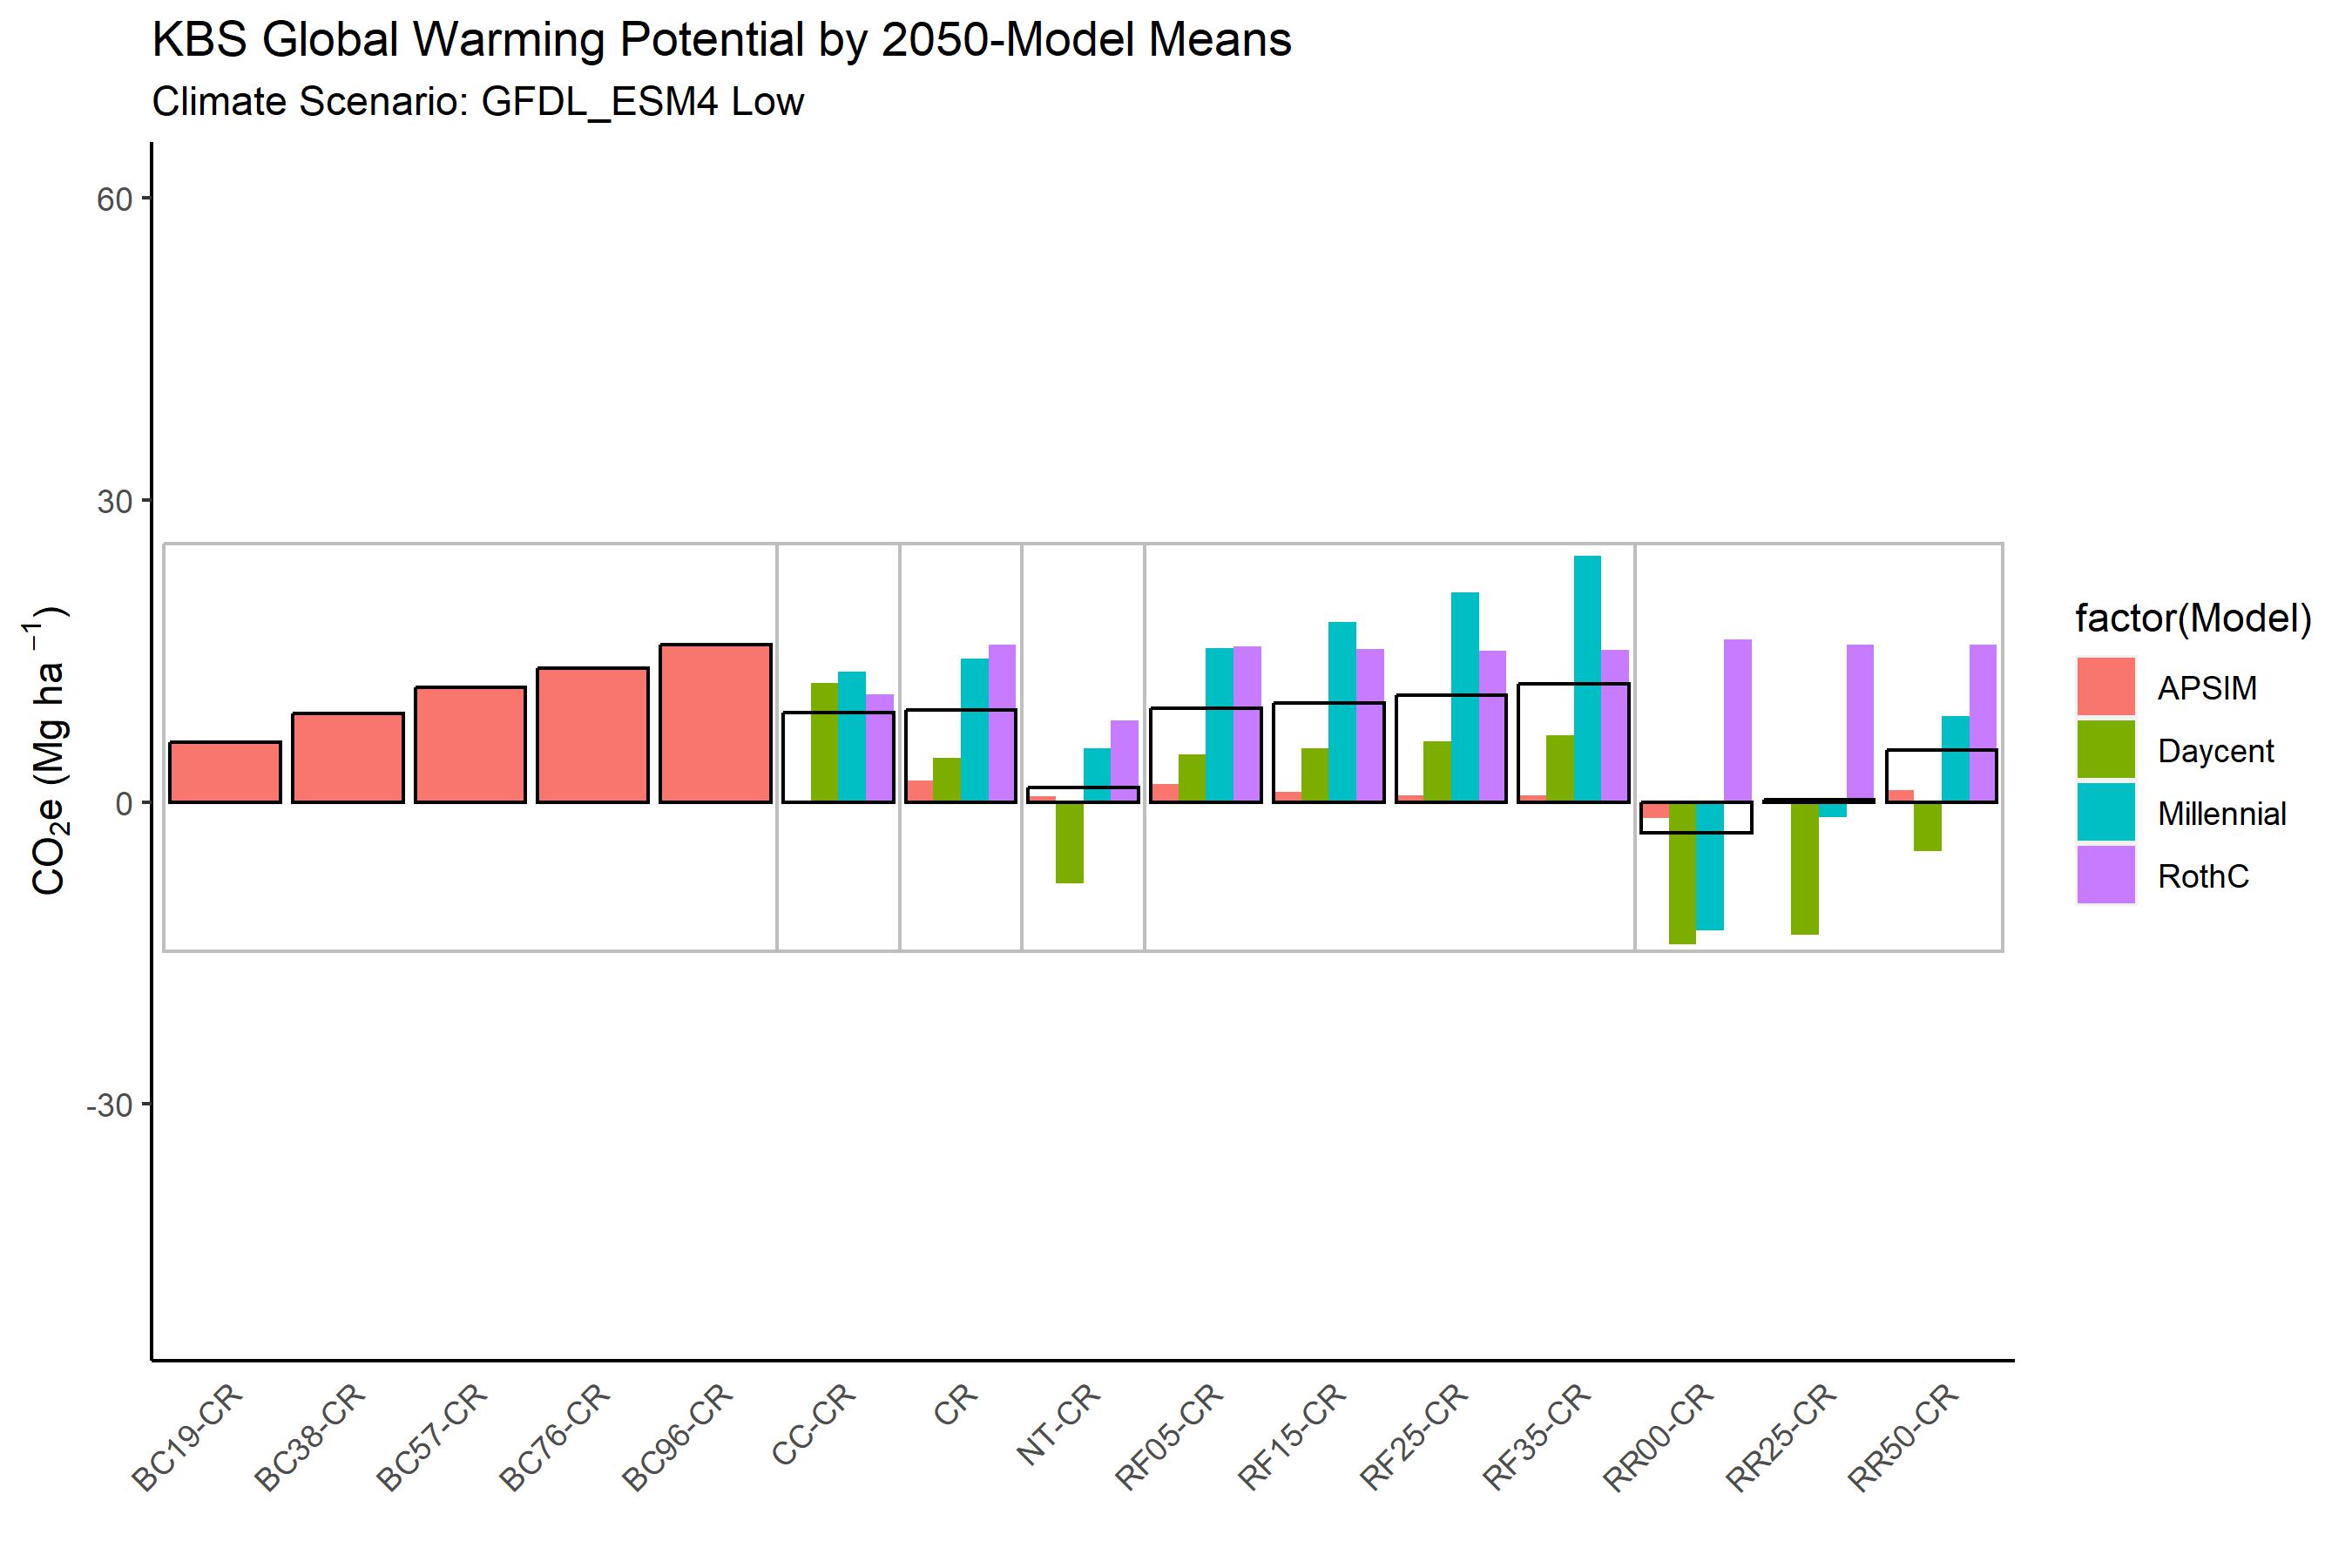 KBS Global Warming Potential by 2050-Model Means
Climate Scenario: GFDL_ESM4 Low
CO₂e (Mg ha ⁻¹)
60
30
0
-30
BC19-CR
BC38-CR
BC57-CR
BC76-CR
BC96-CR
CC-CR
CR
NT-CR
RF05-CR
RF15-CR
RF25-CR
RF35-CR
RR00-CR
RR25-CR
RR50-CR
factor(Model)
APSIM
Daycent
Millennial
RothC